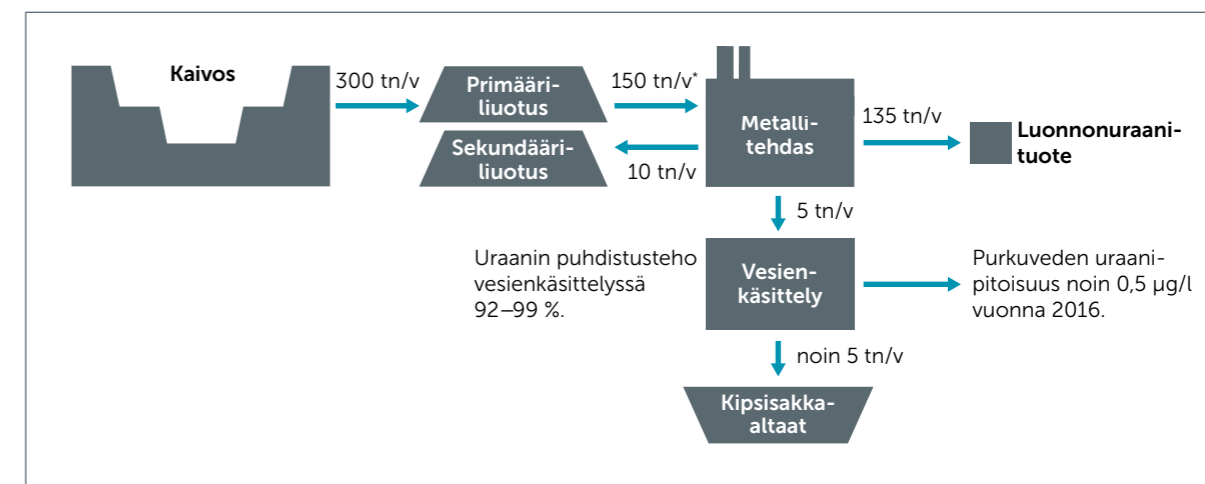 Kaivos
300 tn/v
Primääri-
liuotus
150 tn/v*
Metalli-
tehdas
135 tn/v
Luonnonuraani-
tuote
Sekundääri-
liuotus
10 tn/v
5 tn/v
Uraanin puhdistusteho
vesienkäsittelyssä
92–99 %.
Vesien-
käsittely
Purkuveden uraani-
pitoisuus noin 0,5 µg/l
vuonna 2016.
noin 5 tn/v
Kipsisakka-
altaat